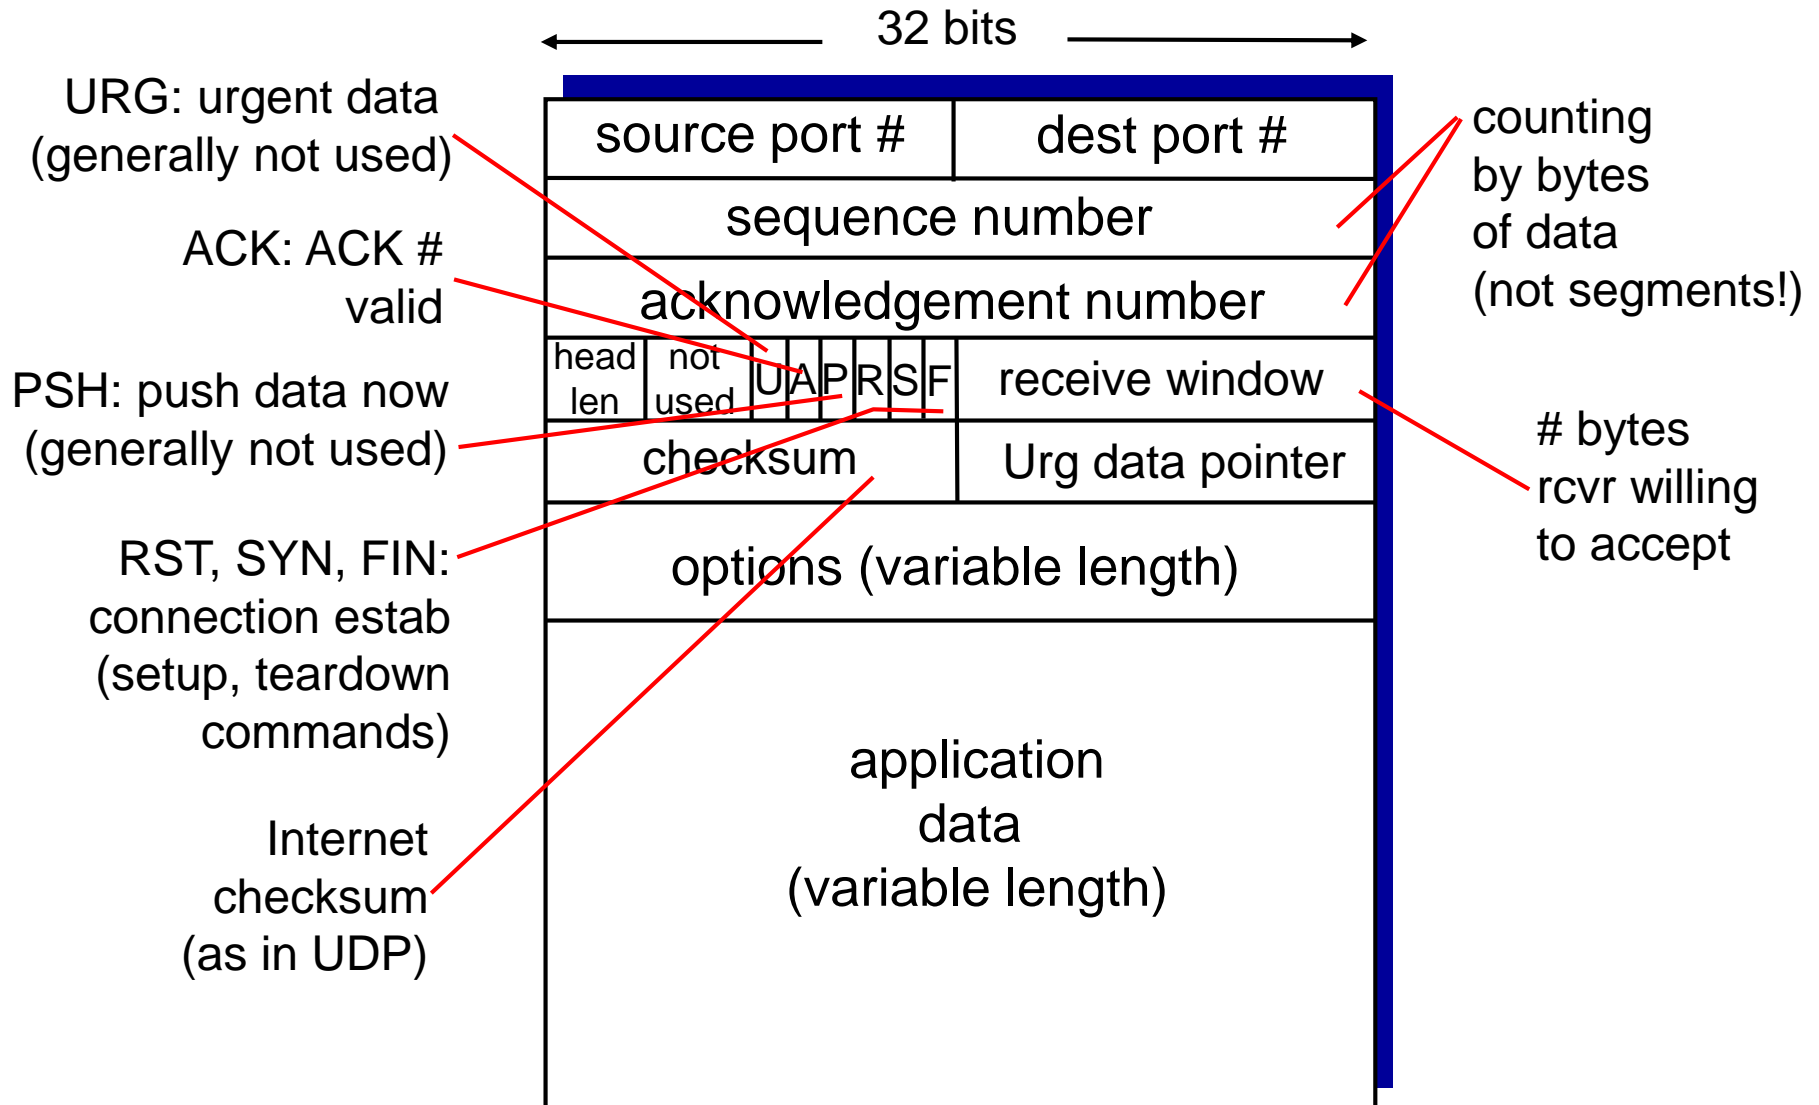 32 bits
URG: urgent data
(generally not used)
ACK: ACK #
valid
PSH: push data now
(generally not used)
RST, SYN, FIN:
connection estab
(setup, teardown
commands)
Internet
checksum
(as in UDP)
source port #
dest port #
sequence number
acknowledgement number
head
len
not
used
U A P R S F
receive window
checksum
Urg data pointer
options (variable length)
application
data
(variable length)
counting
by bytes
of data
(not segments!)
# bytes
rcvr willing
to accept